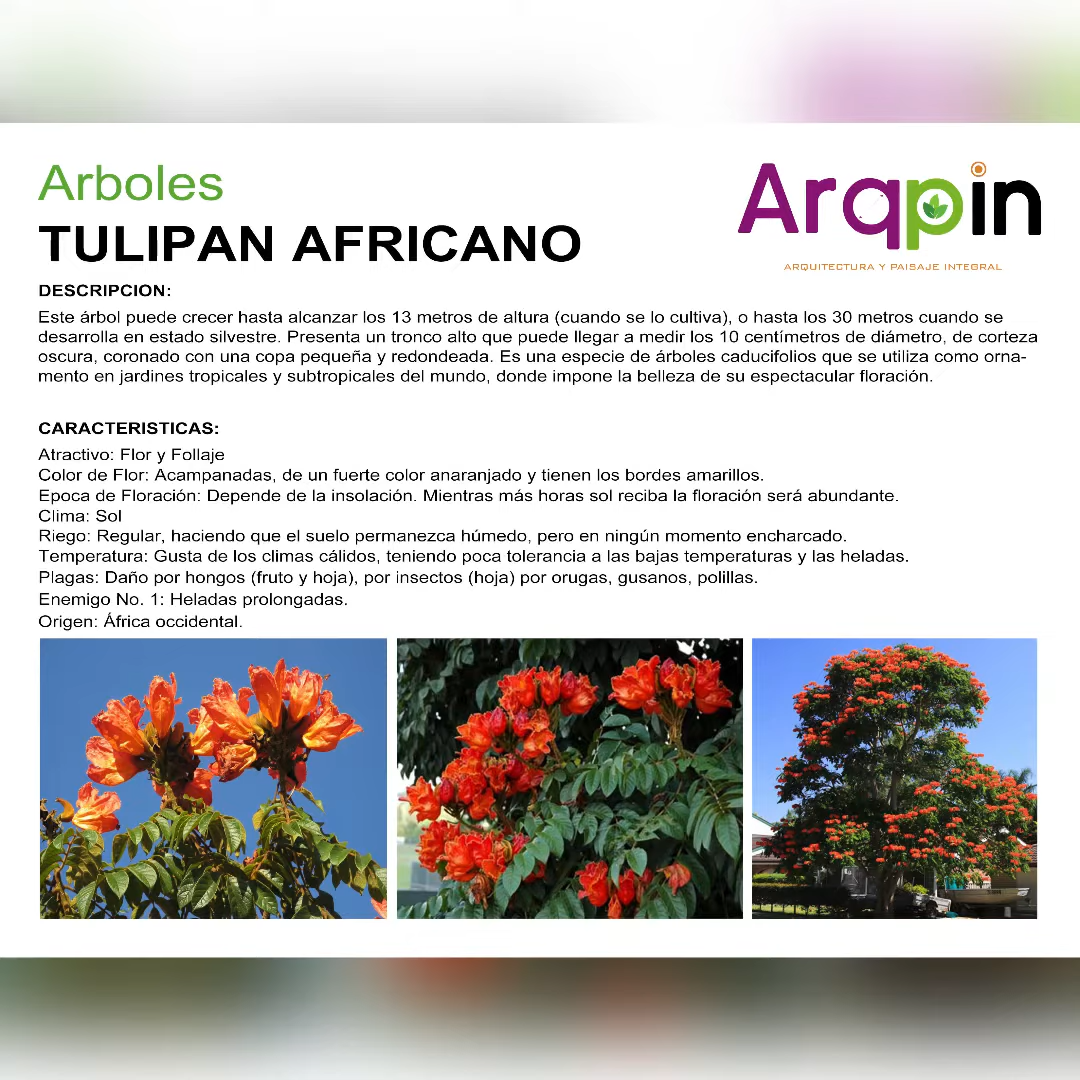 Arboles
Arqpin
TULIPAN AFRICANO
ARQUITECTURA Y PAISAJE INTEGRAL
DESCRIPCION:
Este árbol puede crecer hasta alcanzar los 13 metros de altura (cuando se lo cultiva), o hasta los 30 metros cuando se
desarrolla en estado silvestre. Presenta un tronco alto que puede llegar a medir los 10 centímetros de diámetro, de corteza
oscura, coronado con una copa pequeña y redondeada. Es una especie de árboles caducifolios que se utiliza como orna-
mento en jardines tropicales y subtropicales del mundo, donde impone la belleza de su espectacular floración.
CARACTERISTICAS:
Atractivo: Flor y Follaje
Color de Flor: Acampanadas, de un fuerte color anaranjado y tienen los bordes amarillos.
Epoca de Floración: Depende de la insolación. Mientras más horas sol reciba la floración será abundante.
Clima: Sol
Riego: Regular, haciendo que el suelo permanezca húmedo, pero en ningún momento encharcado.
Temperatura: Gusta de los climas cálidos, teniendo poca tolerancia a las bajas temperaturas y las heladas.
Plagas: Daño por hongos (fruto y hoja), por insectos (hoja) por orugas, gusanos, polillas.
Enemigo No. 1: Heladas prolongadas.
Origen: África occidental.